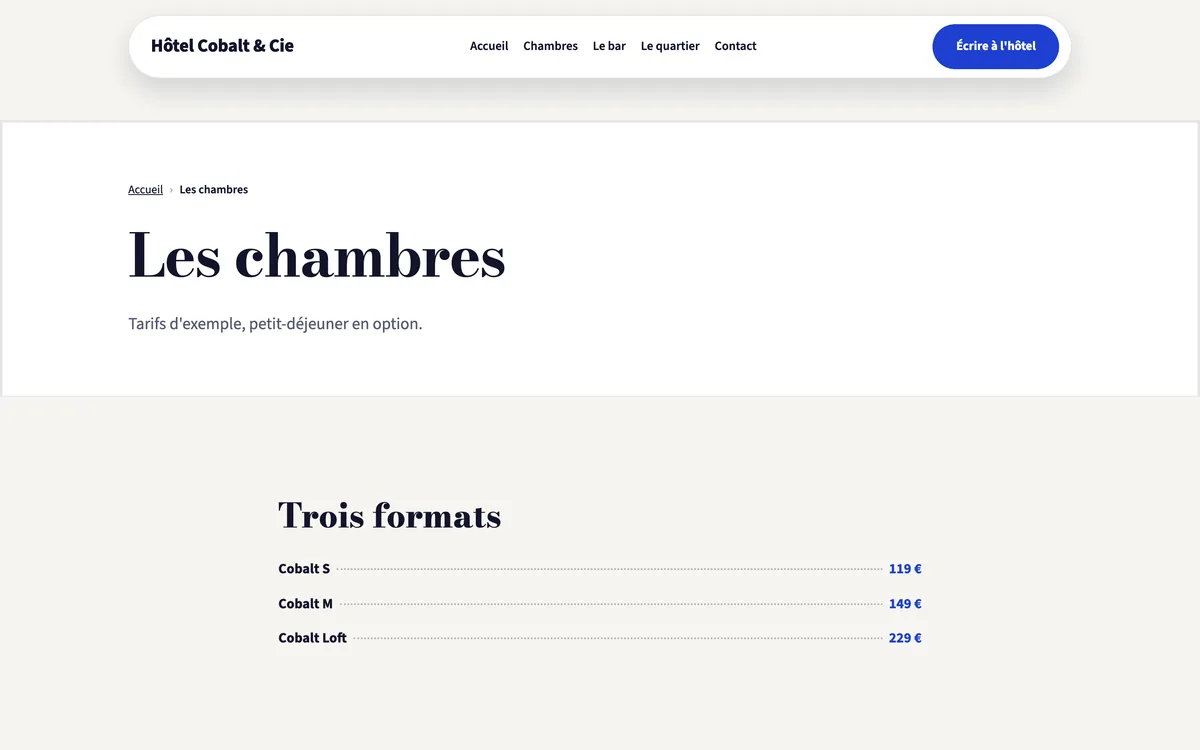 Hôtel Cobalt & Cie
Accueil Chambres Le bar Le quartier Contact
Écrire à l'hôtel
Accueil › Les chambres
Les chambres
Tarifs d'exemple, petit-déjeuner en option.
Trois formats
Cobalt S 119 €
Cobalt M 149 €
Cobalt Loft 229 €